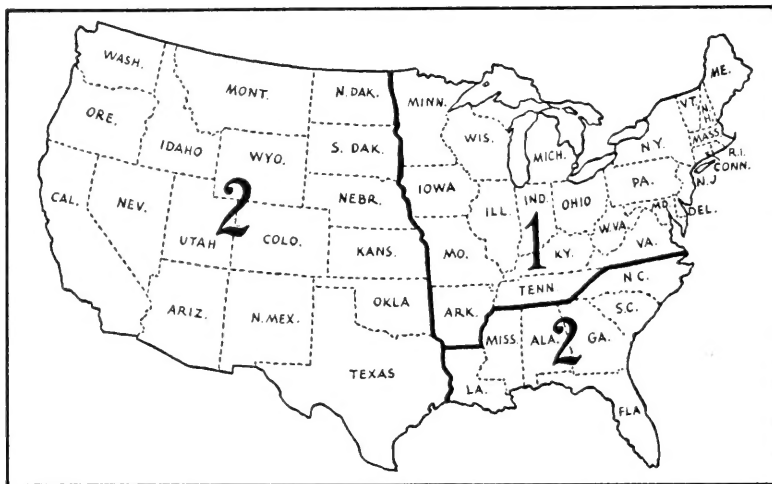 WASH.
MONT.
N. DAK.
MINN.
ME.
VT.
N.H.
ORE.
IDAHO
WYO.
S. DAK.
WIS.
MICH.
N.Y.
MASS.
R.I.
CONN.
NEBR.
IOWA
PA.
N.J
CAL.
NEV.
2
UTAH
COLO.
KANS.
MO.
ILL.
IND.
OHIO
1
W.VA.
MD.
DEL.
KY.
VA.
ARIZ.
N.MEX.
OKLA
ARK.
TENN
N.C.
S.C.
TEXAS
LA.
MISS.
ALA.
2
GA.
FLA